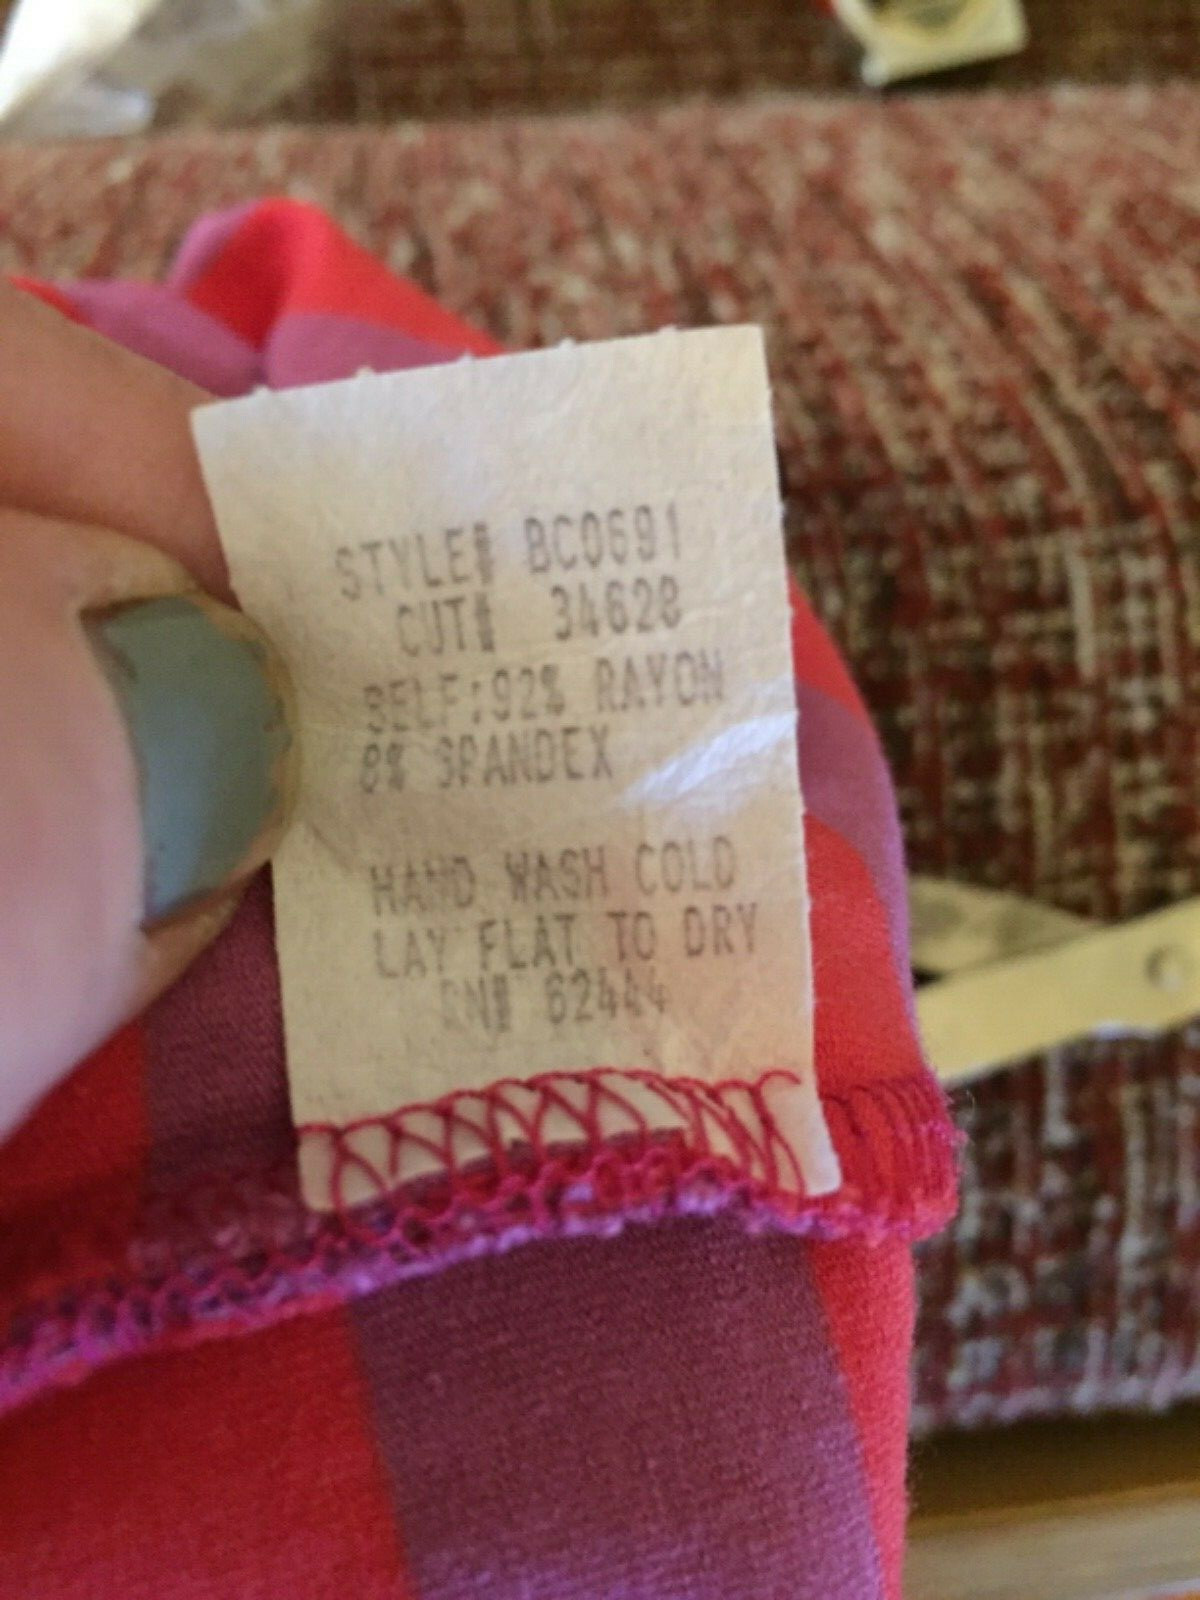 STYLE# BC0691
CUT# 34628
SELF:92% RAYON
8% SPANDEX
HAND WASH COLD
LAY FLAT TO DRY
RN# 62444